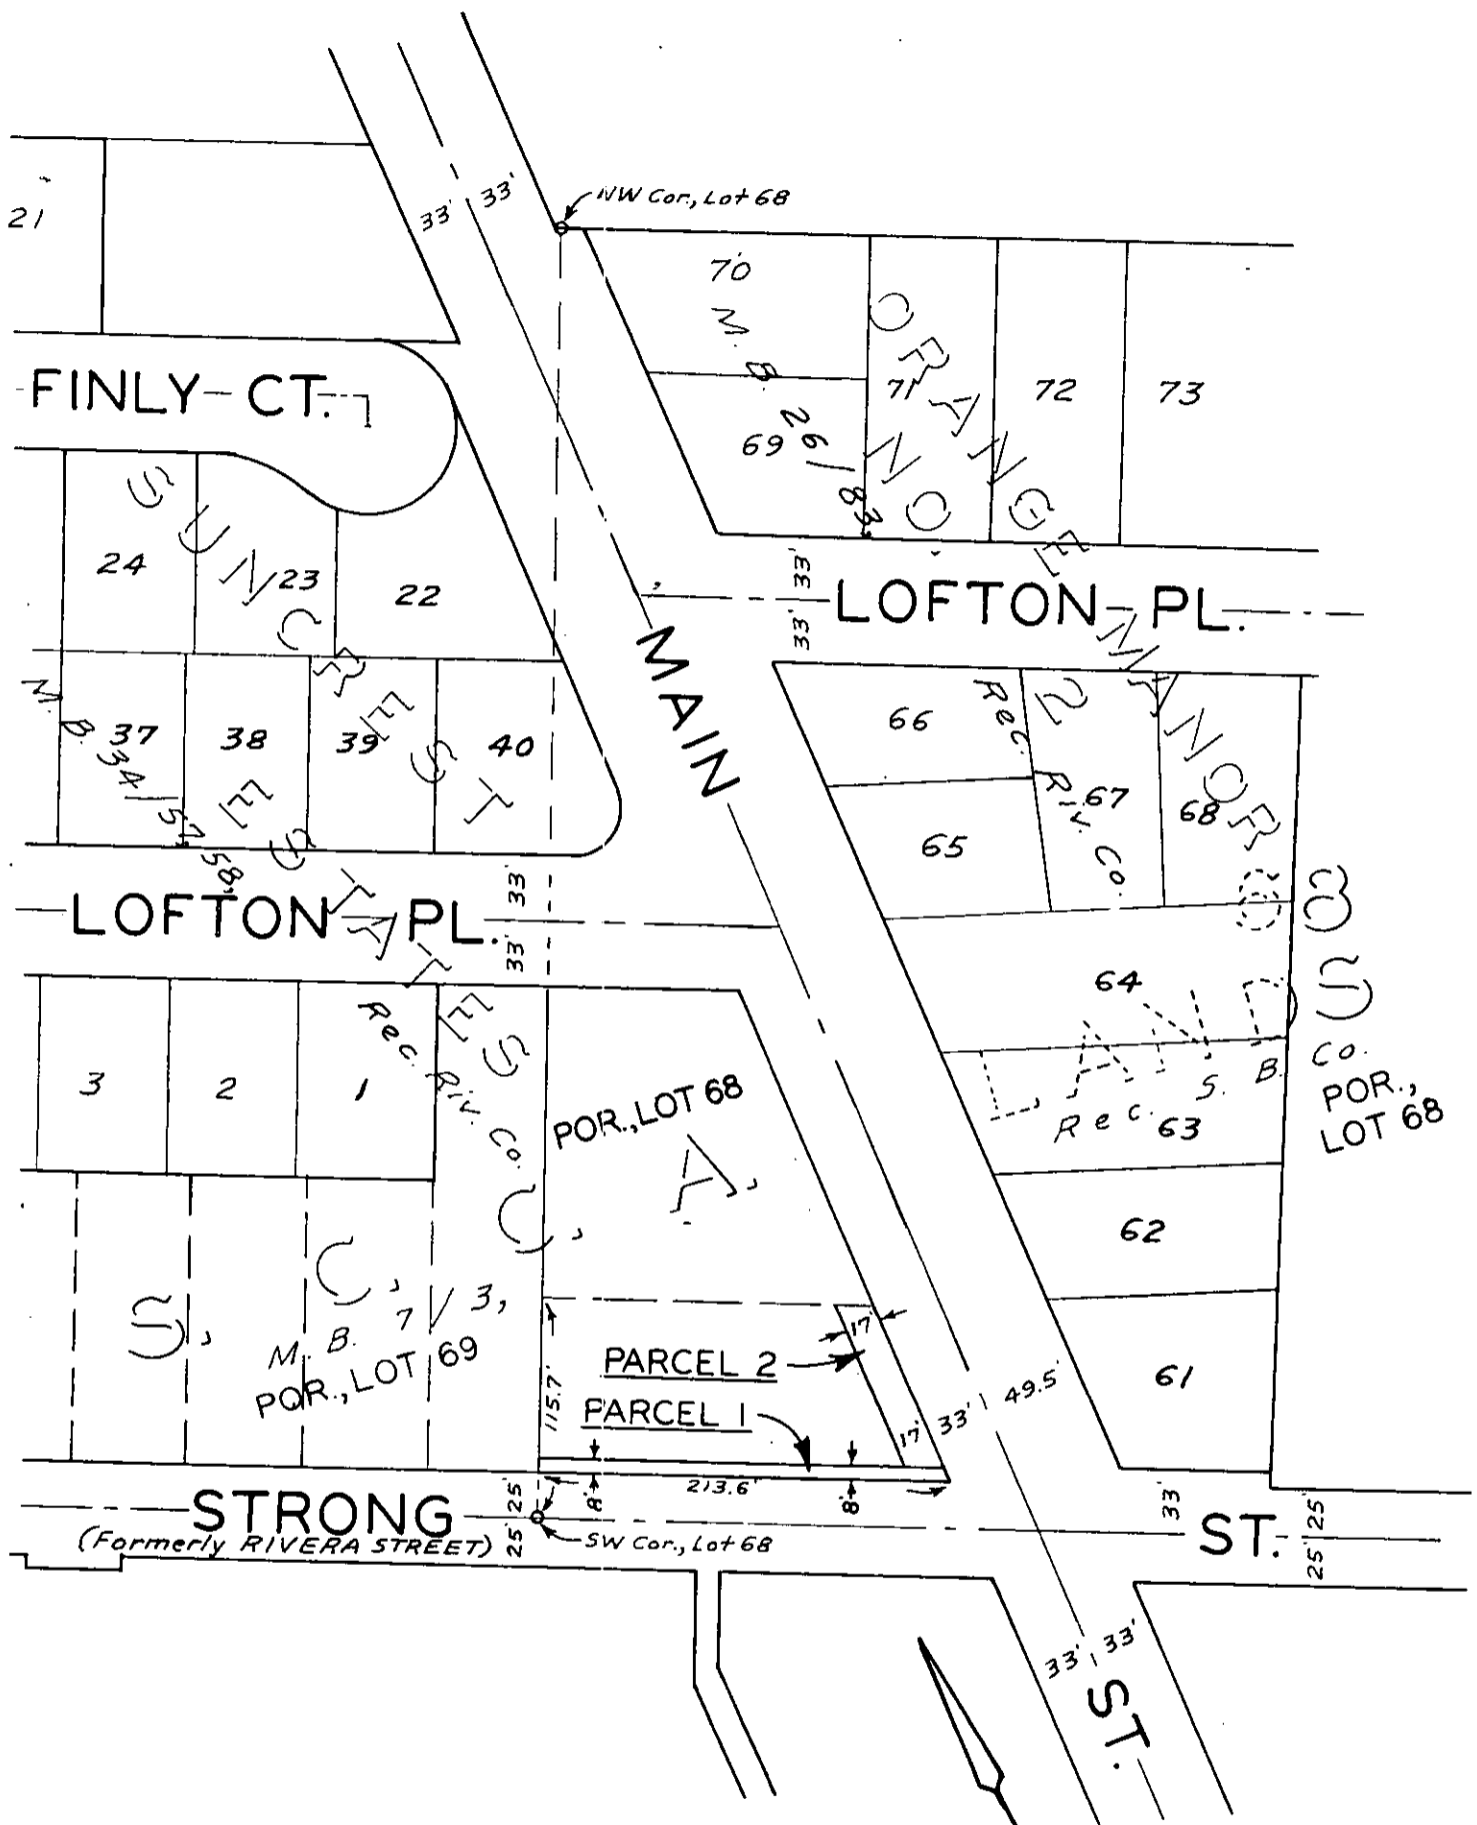 33' 33'
NW Cor., Lot 68
21
70
71
72
73
69
FINLY CT.
ORANGE MANOR
NO. 2
M. B. 26/83,
Rec. Riv. Co.
24
23
22
33'
33'
LOFTON PL.
SUNCREST
ESTATES
M. B. 34/57,58,
Rec. Riv. Co.
MAIN
37
38
39
40
66
67
68
65
33'
33'
LOFTON PL.
64
3
2
1
POR., LOT 68
63
POR.,
LOT 68
62
61
S. C. C. A.
LANDS
M. B. 7/3,
Rec. S. B. Co.
POR., LOT 69
17'
PARCEL 2
115.7'
PARCEL 1
17'
33'
49.5'
213.6'
8'
8'
25'
25'
33'
25'
25'
STRONG ST.
(Formerly RIVERA STREET)
SW Cor., Lot 68
33' 33'
ST.